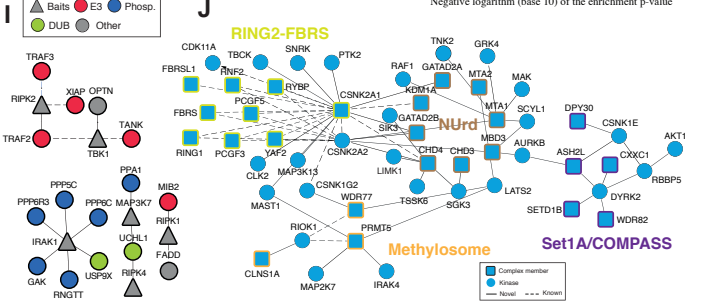 Negative logarithm (base 10) of the enrichment p-value
I
Baits
E3
Phosp.
DUB
Other
TRAF3
XIAP
OPTN
RIPK2
TRAF2
TANK
TBK1
PPP5C
PPP6R3
PPP6C
IRAK1
GAK
RNGTT
USP9X
PPA1
MAP3K7
UCHL1
RIPK4
MIB2
RIPK1
FADD
J
RING2-FBRS
CDK11A
TBCK
SNRK
PTK2
FBRSL1
RNF2
RYBP
CSNK2A1
FBRS
PCGF5
RING1
PCGF3
YAF2
CSNK2A2
CLK2
MAP3K13
MAST1
CSNK1G2
TNK2
GRK4
RAF1
GATAD2A
MTA2
MAK
KDM1A
MTA1
SCYL1
SIK3
GATAD2B
NUrd
MBD3
CHD4
CHD3
AURKB
LIMK1
TSSK6
SGK3
LATS2
WDR77
RIOK1
PRMT5
Methylosome
CLNS1A
MAP2K7
IRAK4
DPY30
CSNK1E
AKT1
ASH2L
CXXC1
RBBP5
DYRK2
SETD1B
WDR82
Set1A/COMPASS
Complex member
Kinase
Novel
Known